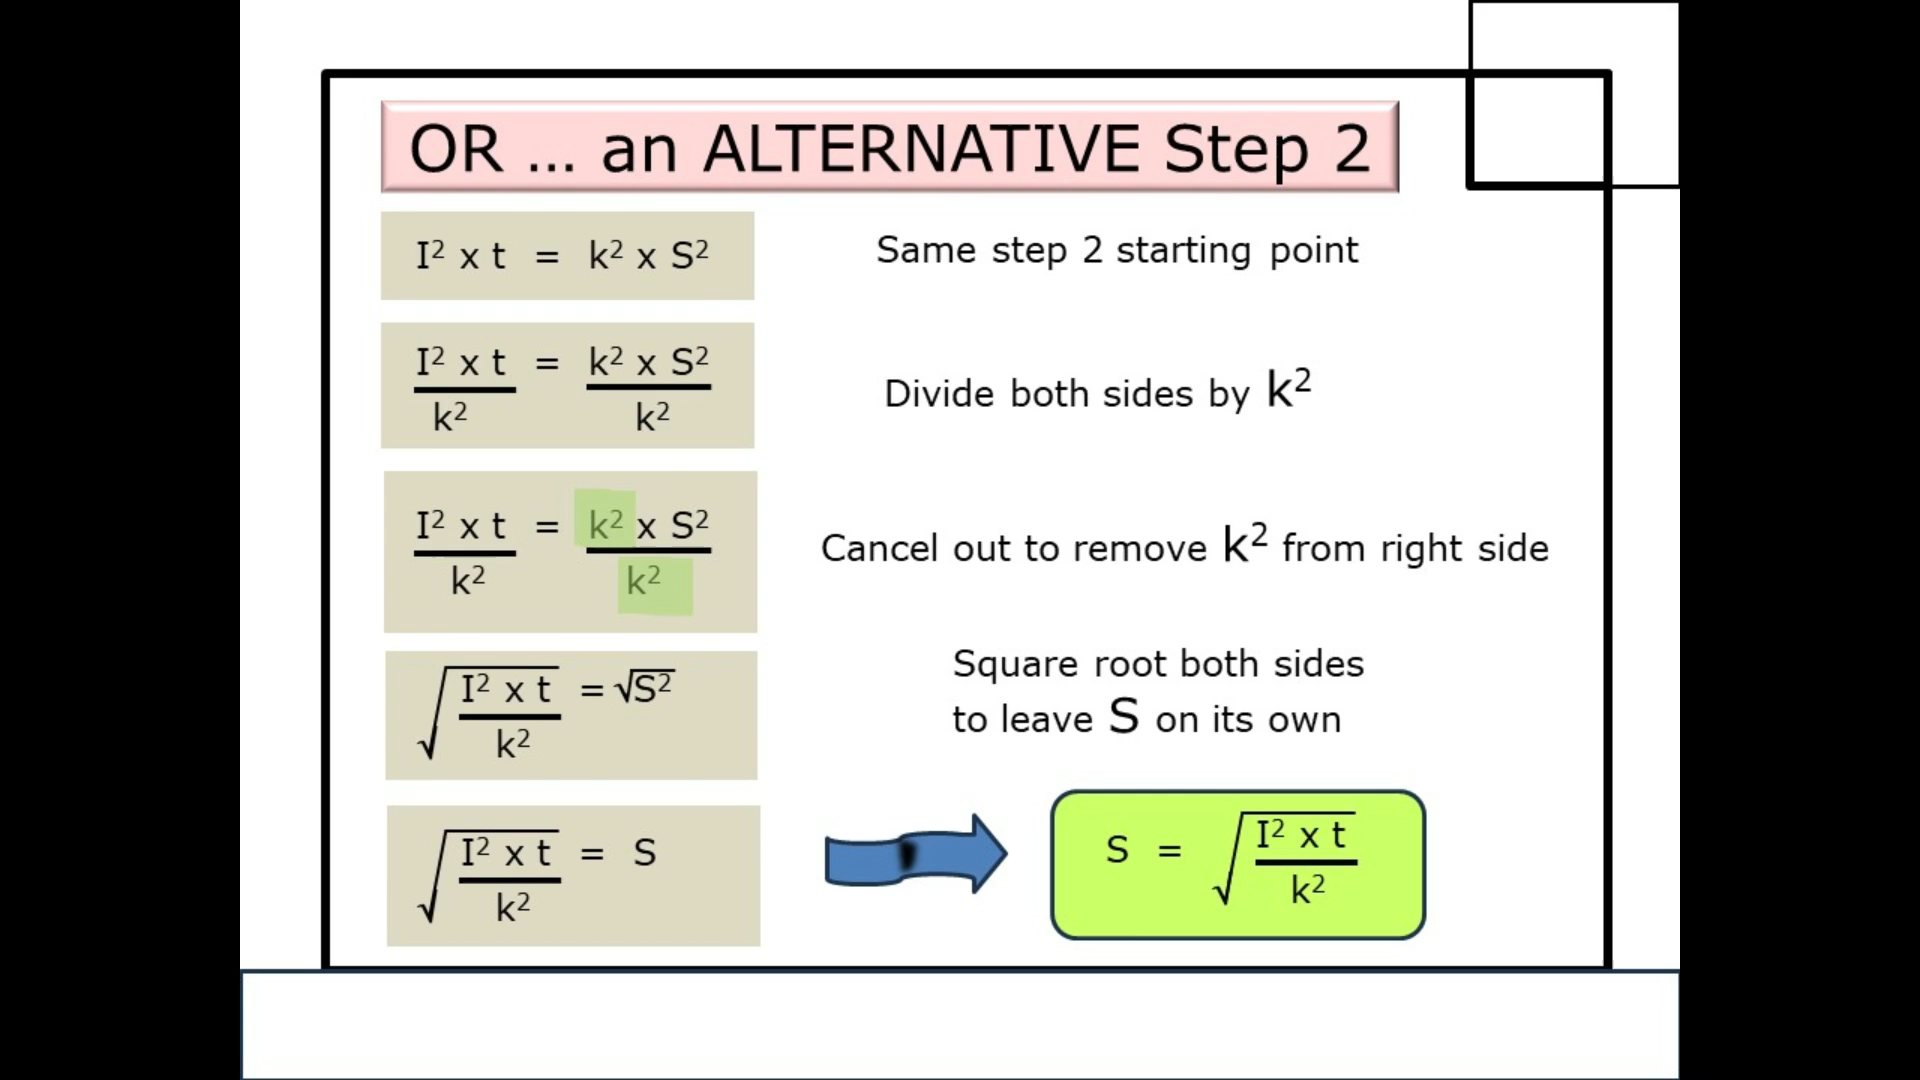 OR ... an ALTERNATIVE Step 2
I² x t = k² x S²
Same step 2 starting point
I² x t = k² x S²
k² k²
Divide both sides by k²
I² x t = k² x S²
k² k²
Cancel out to remove k² from right side
√ I² x t = √S²
k²
Square root both sides
to leave S on its own
√ I² x t = S
k²
S = √ I² x t
k²